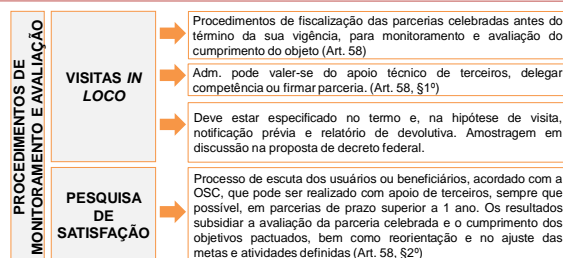 PROCEDIMENTOS DE
MONITORAMENTO E AVALIAÇÃO
VISITAS IN
LOCO
Procedimentos de fiscalização das parcerias celebradas antes do
término da sua vigência, para monitoramento e avaliação do
cumprimento do objeto (Art. 58)
Adm. pode valer-se do apoio técnico de terceiros, delegar
competência ou firmar parceria. (Art. 58, §1º)
Deve estar especificado no termo e, na hipótese de visita,
notificação prévia e relatório de devolutiva. Amostragem em
discussão na proposta de decreto federal.
PESQUISA
DE
SATISFAÇÃO
Processo de escuta dos usuários ou beneficiários, acordado com a
OSC, que pode ser realizado com apoio de terceiros, sempre que
possível, em parcerias de prazo superior a 1 ano. Os resultados
subsidiar a avaliação da parceria celebrada e o cumprimento dos
objetivos pactuados, bem como reorientação e no ajuste das
metas e atividades definidas (Art. 58, §2º)